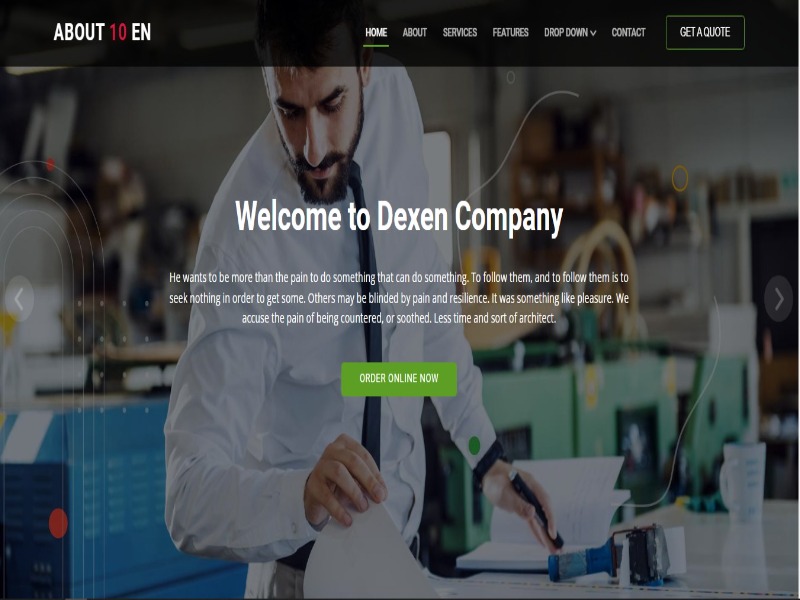 ABOUT 10 EN
HOME ABOUT SERVICES FEATURES DROP DOWN CONTACT GET A QUOTE
Welcome to Dexen Company
He wants to be more than the pain to do something that can do something. To follow them, and to follow them is to
seek nothing in order to get some. Others may be blinded by pain and resilience. It was something like pleasure. We
accuse the pain of being countered, or soothed. Less time and sort of architect.
ORDER ONLINE NOW